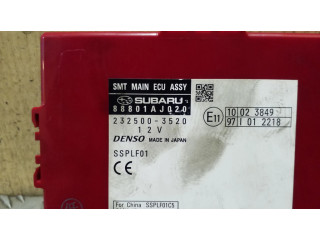 SMT MAIN ECU ASSY
SUBARU
88801AJ020
232500-3520
12V
DENSO MADE IN JAPAN
SSPLF01
CE
E11
10 02 3849
97 I 01 2218
For China SSPLF01CS